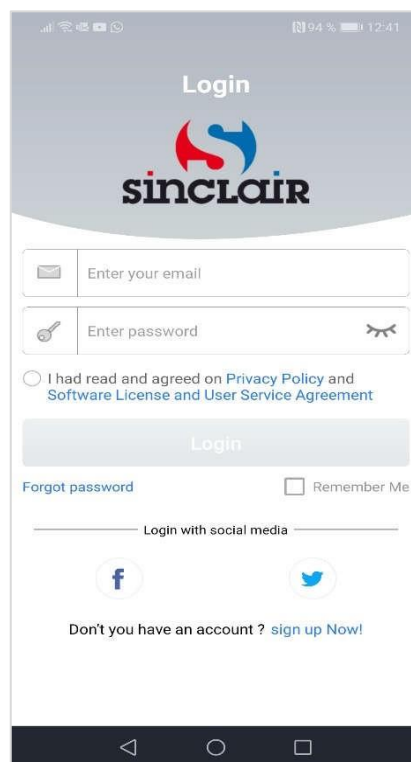 94 % 12:41
Login
sinclair
Enter your email
Enter password
I had read and agreed on Privacy Policy and
Software License and User Service Agreement
Login
Forgot password Remember Me
Login with social media
f
Don't you have an account ? sign up Now!